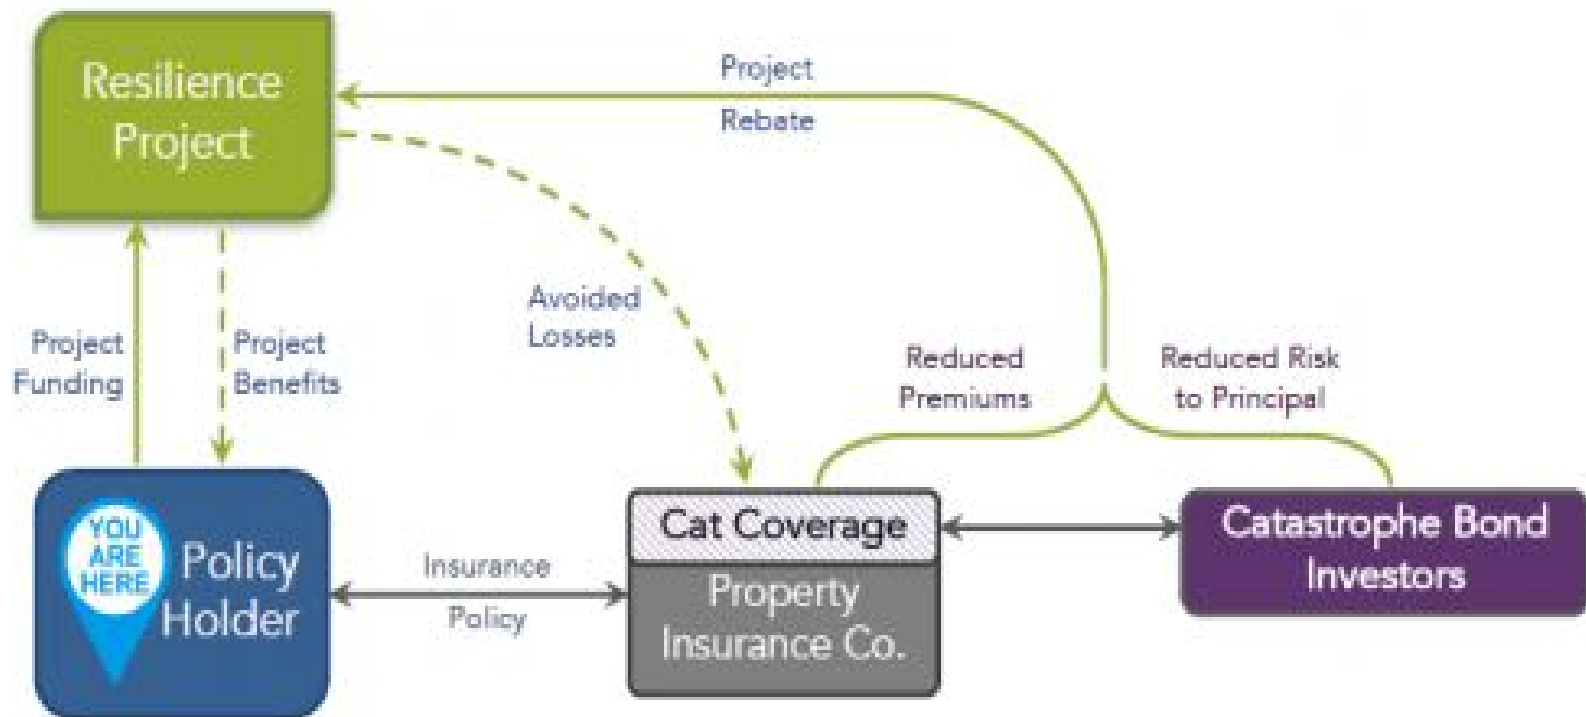 Resilience
Project
Project
Rebate
Avoided
Losses
Project
Funding
Project
Benefits
Reduced
Premiums
Reduced Risk
to Principal
YOU
ARE
HERE
Policy
Holder
Insurance
Policy
Cat Coverage
Property
Insurance Co.
Catastrophe Bond
Investors